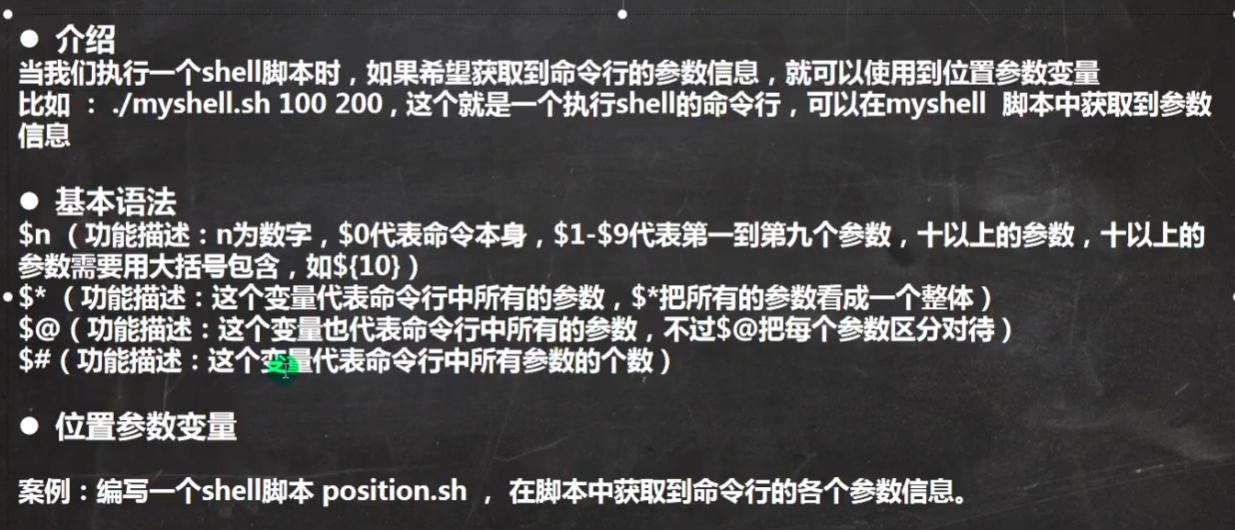 ● 介绍
当我们执行一个shell脚本时，如果希望获取到命令行的参数信息，就可以使用到位置参数变量
比如 ： ./myshell.sh 100 200 , 这个就是一个执行shell的命令行，可以在myshell 脚本中获取到参数
信息
● 基本语法
$n （功能描述：n为数字，$0代表命令本身，$1-$9代表第一到第九个参数，十以上的参数，十以上的
参数需要用大括号包含，如${10}）
$* （功能描述：这个变量代表命令行中所有的参数，$*把所有的参数看成一个整体）
$@（功能描述：这个变量也代表命令行中所有的参数，不过$@把每个参数区分对待）
$#（功能描述：这个变量代表命令行中所有参数的个数）
● 位置参数变量
案例：编写一个shell脚本 position.sh ， 在脚本中获取到命令行的各个参数信息。